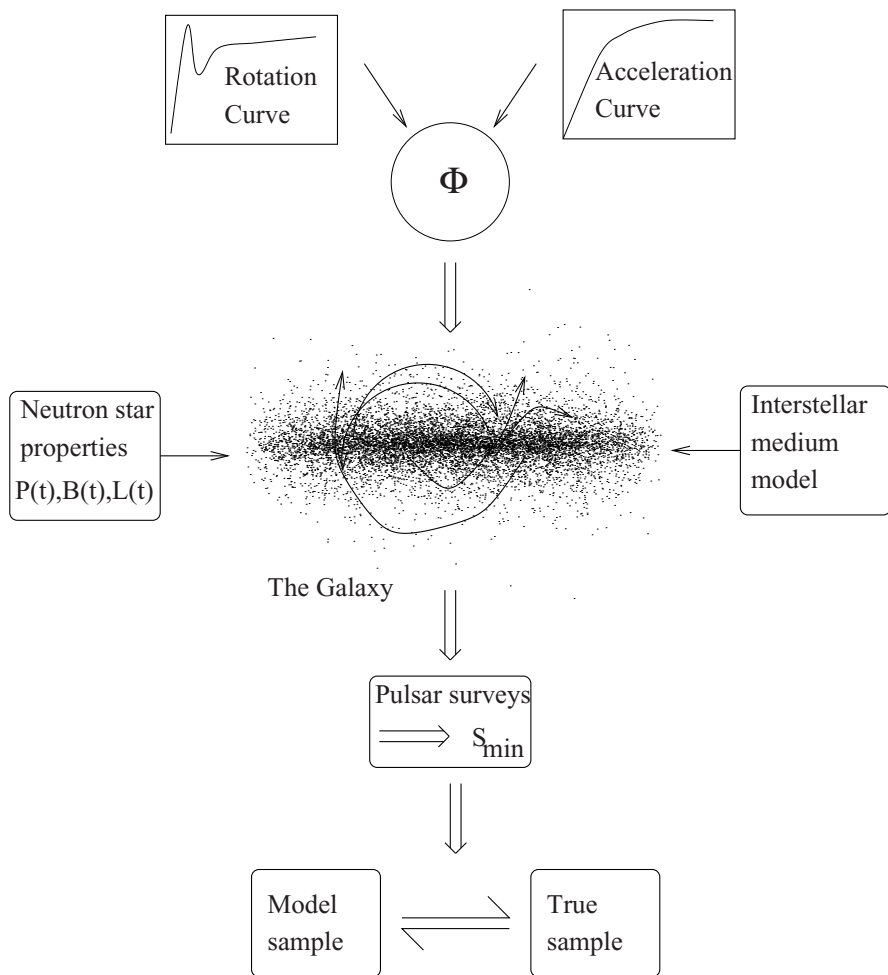 Rotation
Curve
Acceleration
Curve
Φ
Neutron star
properties
P(t),B(t),L(t)
Interstellar
medium
model
The Galaxy
Pulsar surveys
S_min
Model
sample
True
sample